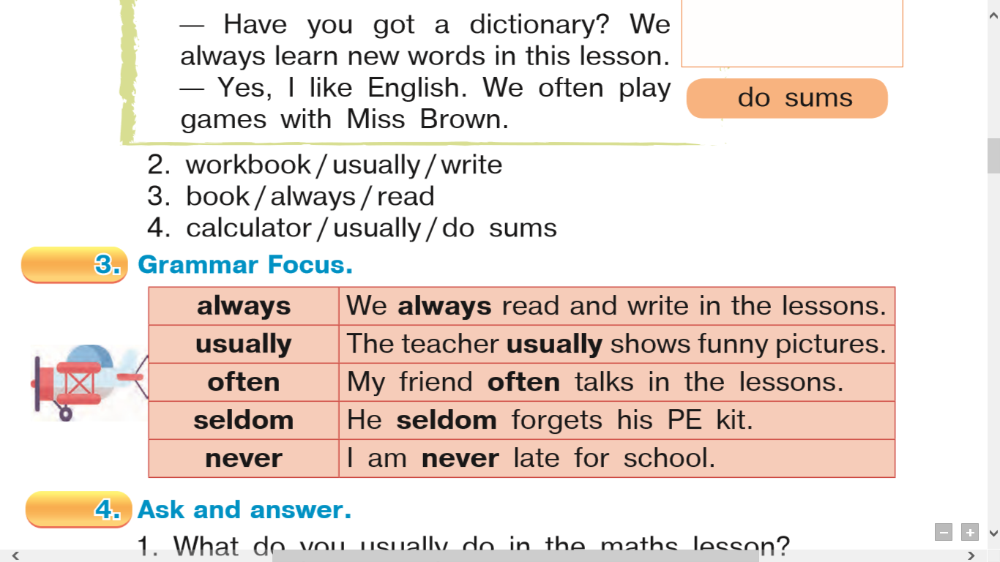 — Have you got a dictionary? We
always learn new words in this lesson.
— Yes, I like English. We often play
games with Miss Brown.
do sums
2. workbook / usually / write
3. book / always / read
4. calculator / usually / do sums
3. Grammar Focus.
always We always read and write in the lessons.
usually The teacher usually shows funny pictures.
often My friend often talks in the lessons.
seldom He seldom forgets his PE kit.
never I am never late for school.
4. Ask and answer.
1. What do you usually do in the maths lesson?